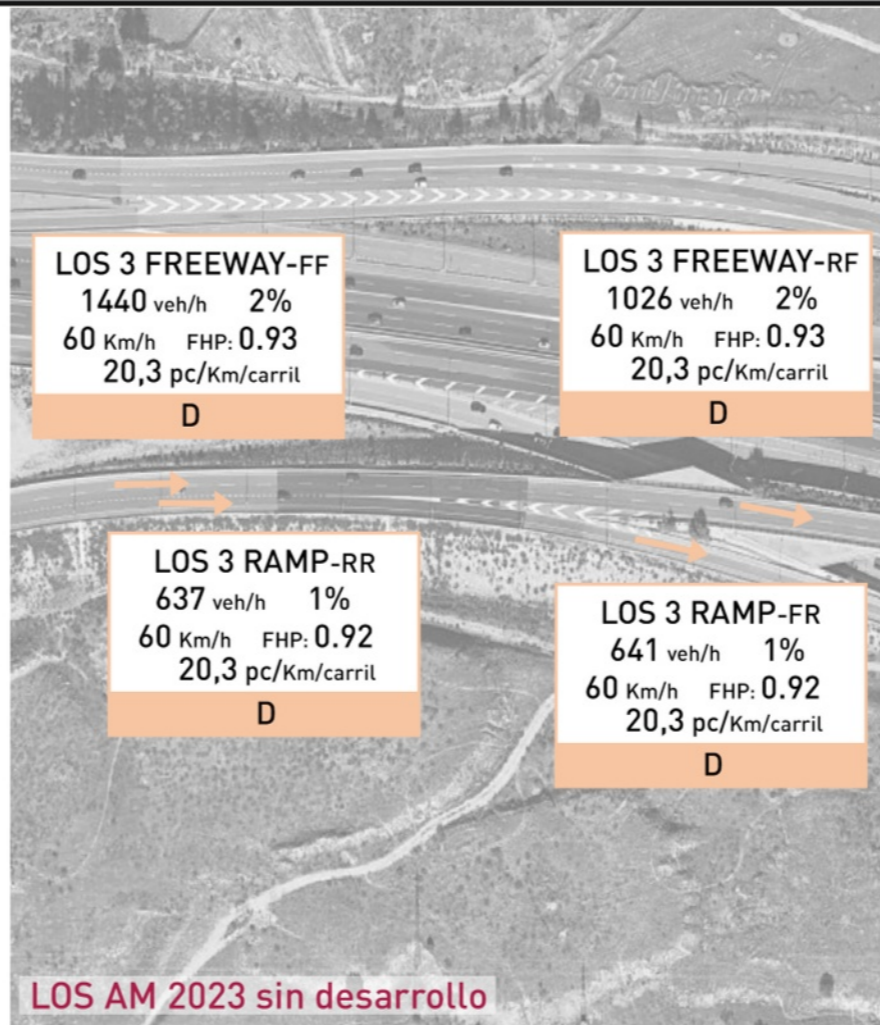 LOS 3 FREEWAY-FF
1440 veh/h 2%
60 Km/h FHP: 0.93
20,3 pc/Km/carril
D
LOS 3 FREEWAY-RF
1026 veh/h 2%
60 Km/h FHP: 0.93
20,3 pc/Km/carril
D
LOS 3 RAMP-RR
637 veh/h 1%
60 Km/h FHP: 0.92
20,3 pc/Km/carril
D
LOS 3 RAMP-FR
641 veh/h 1%
60 Km/h FHP: 0.92
20,3 pc/Km/carril
D
LOS AM 2023 sin desarrollo